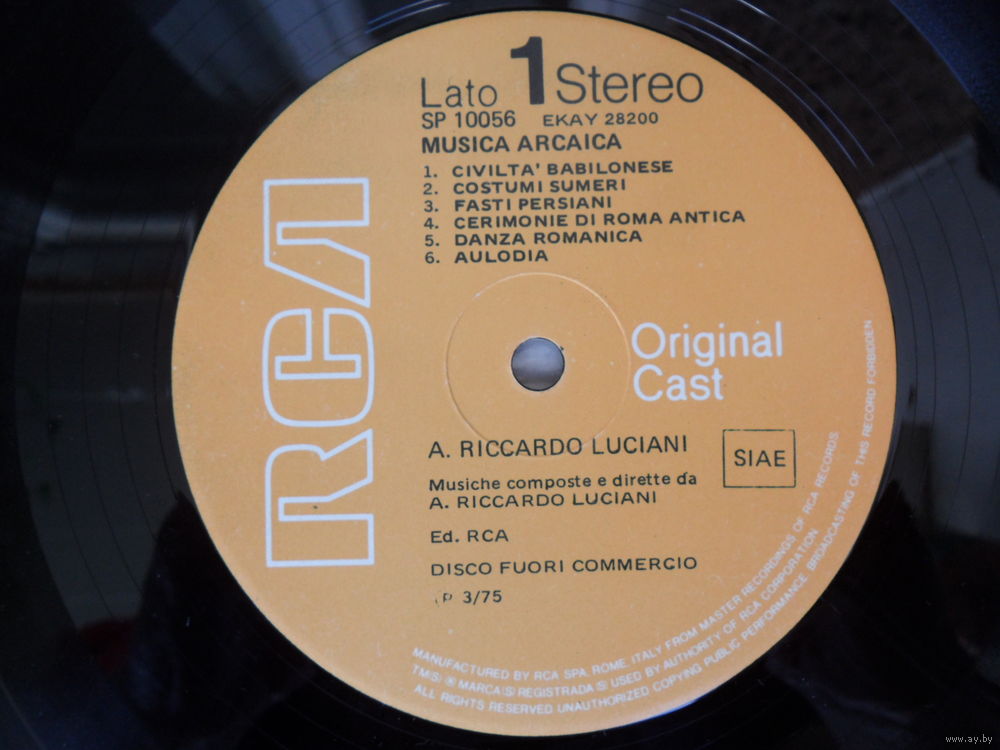 Lato 1 Stereo
SP 10056 EKAY 28200
MUSICA ARCAICA
1. CIVILTA' BABILONESE
2. COSTUMI SUMERI
3. FASTI PERSIANI
4. CERIMONIE DI ROMA ANTICA
5. DANZA ROMANICA
6. AULODIA
RCA
Original
Cast
A. RICCARDO LUCIANI
SIAE
Musiche composte e dirette da
A. RICCARDO LUCIANI
Ed. RCA
DISCO FUORI COMMERCIO
(P 3/75
MANUFACTURED BY RCA SPA, ROME, ITALY FROM MASTER RECORDINGS OF RCA RECORDS
TM(S) ® MARCA(S) REGISTRADA(S) USED BY AUTHORITY OF RCA CORPORATION
ALL RIGHTS RESERVED UNAUTHORIZED COPYING PUBLIC PERFORMANCE BROADCASTING OF THIS RECORD FORBIDDEN
www.ay.by